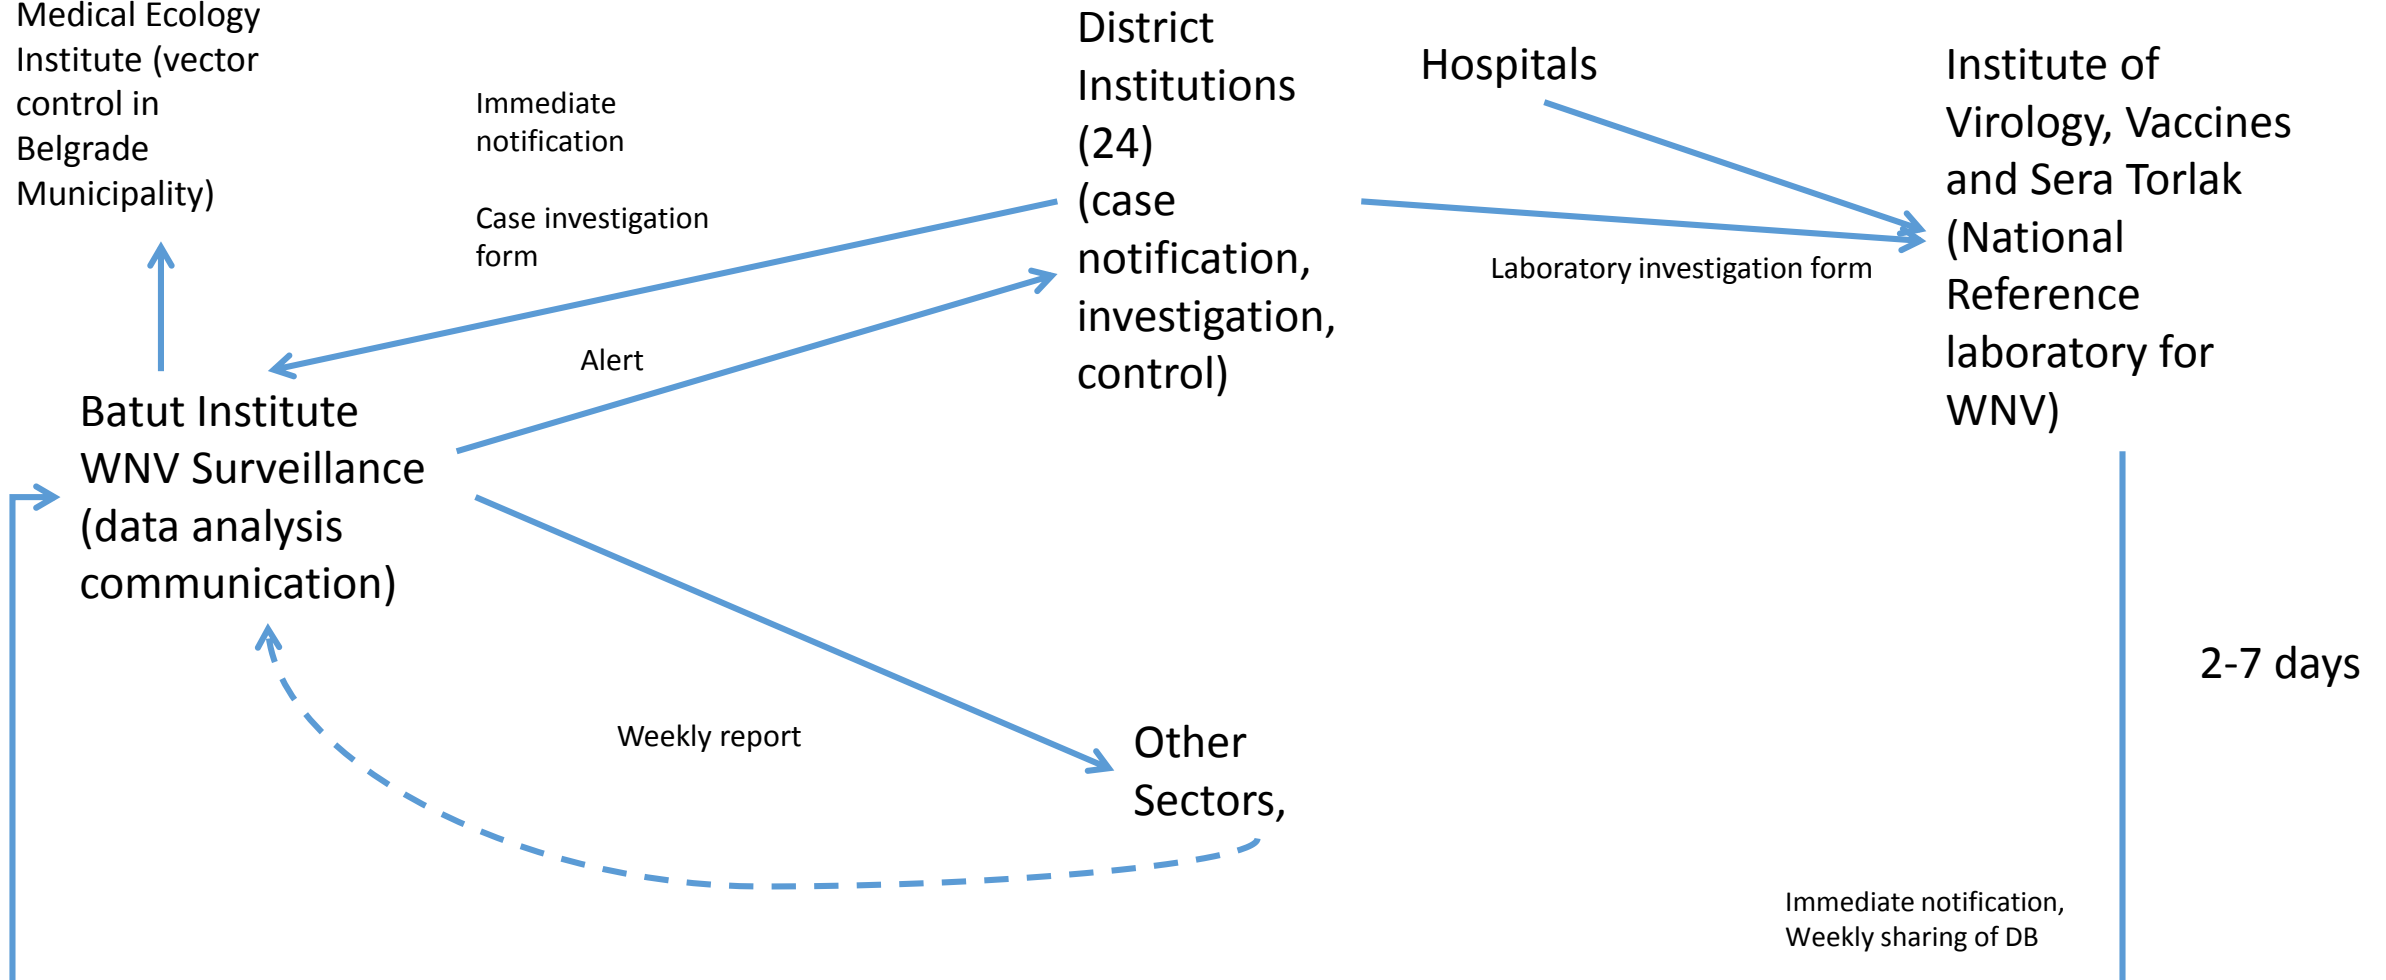 Medical Ecology
Institute (vector
control in
Belgrade
Municipality)
Immediate
notification
Case investigation
form
District
Institutions
(24)
(case
notification,
investigation,
control)
Hospitals
Laboratory investigation form
Institute of
Virology, Vaccines
and Sera Torlak
(National
Reference
laboratory for
WNV)
Alert
Batut Institute
WNV Surveillance
(data analysis
communication)
2-7 days
Weekly report
Other
Sectors,
Immediate notification,
Weekly sharing of DB